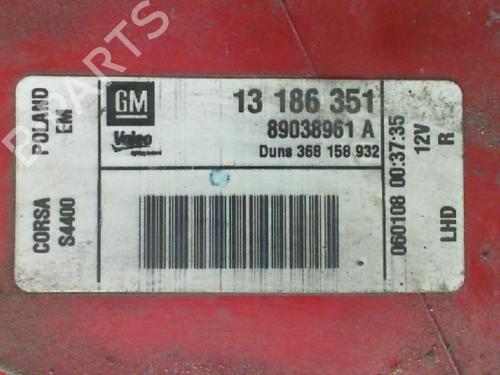 PARTS
POLAND
EM
CORSA
S4400
GM
Valeo
13 186 351
89038961 A
Duns 368 158 932
060108 00:37:35
12V
R
LHD